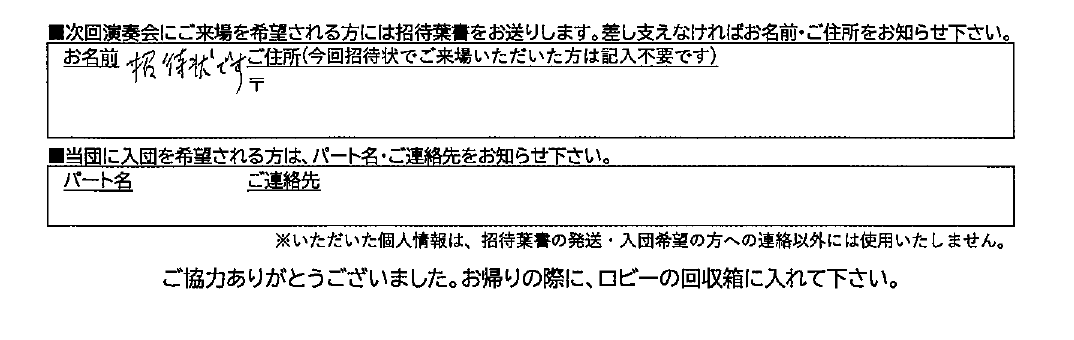 ■次回演奏会にご来場を希望される方には招待葉書をお送りします。差し支えなければお名前・ご住所をお知らせ下さい。
お名前 招待状です ご住所(今回招待状でご来場いただいた方は記入不要です)
〒
■当団に入団を希望される方は、パート名・ご連絡先をお知らせ下さい。
パート名 ご連絡先
※いただいた個人情報は、招待葉書の発送・入団希望の方への連絡以外には使用いたしません。
ご協力ありがとうございました。お帰りの際に、ロビーの回収箱に入れて下さい。